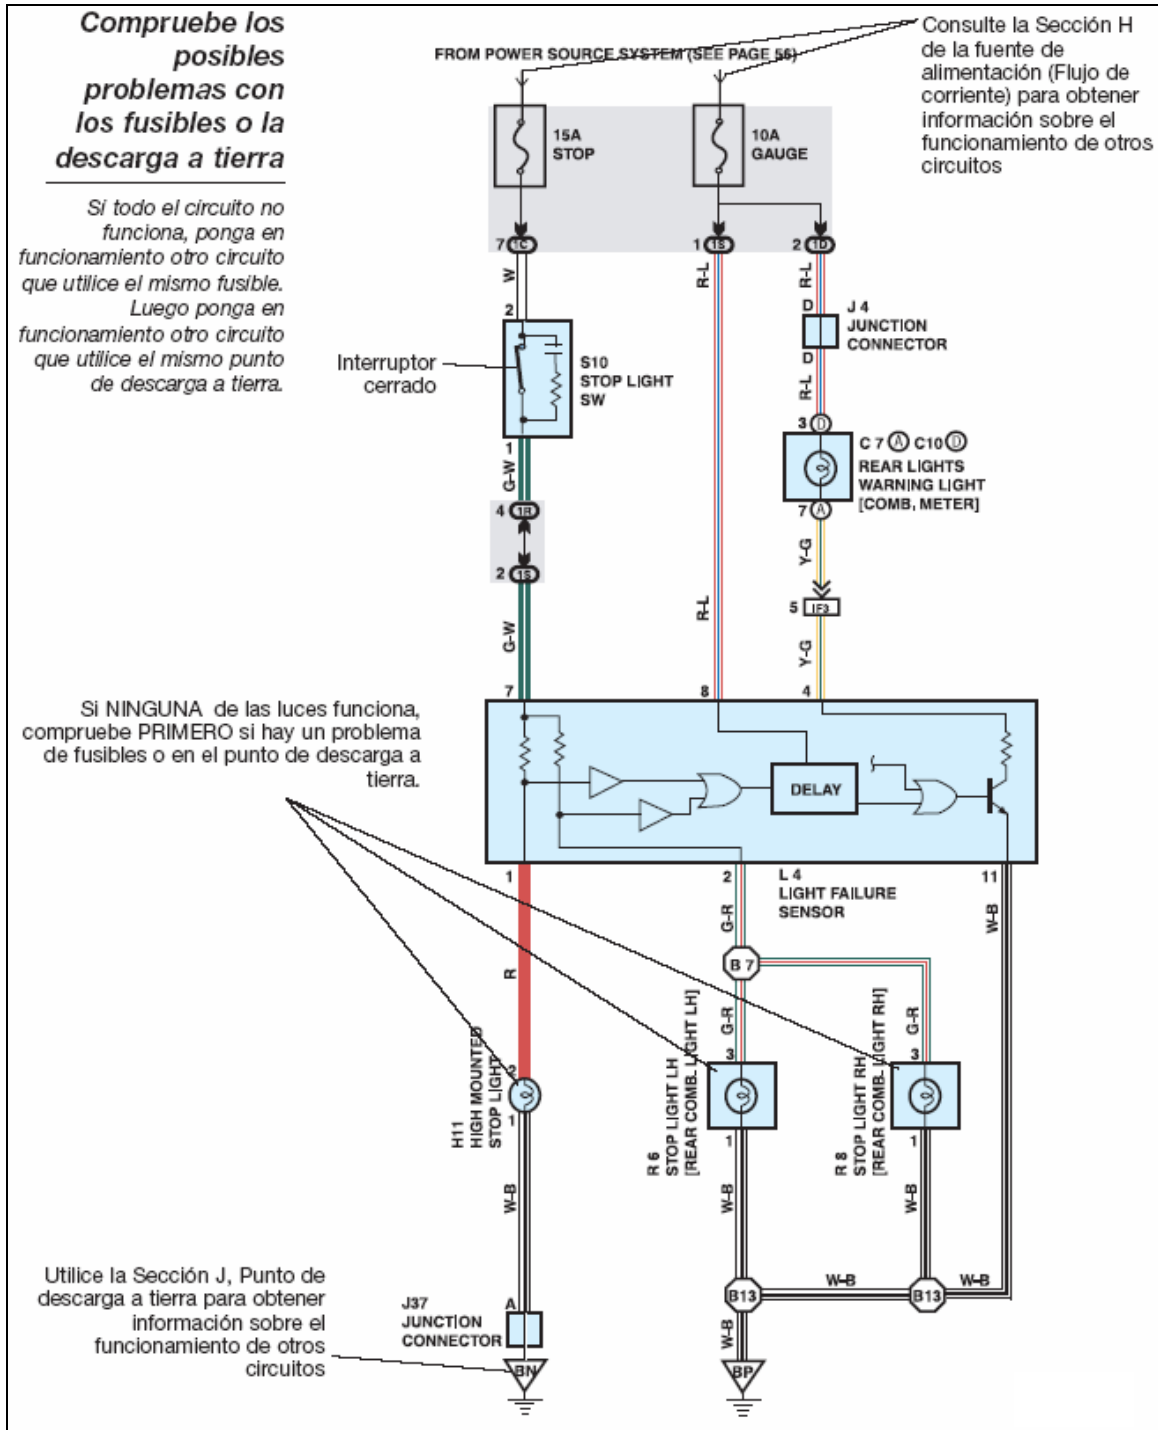 Compruebe los
posibles
problemas con
los fusibles o la
descarga a tierra
Si todo el circuito no
funciona, ponga en
funcionamiento otro circuito
que utilice el mismo fusible.
Luego ponga en
funcionamiento otro circuito
que utilice el mismo punto
de descarga a tierra.
FROM POWER SOURCE SYSTEM (SEE PAGE 56)
Consulte la Sección H
de la fuente de
alimentación (Flujo de
corriente) para obtener
información sobre el
funcionamiento de otros
circuitos
15A
STOP
10A
GAUGE
7 1C
1 1S
2 1D
W
R-L
R-L
2
D
J 4
JUNCTION
CONNECTOR
D
Interruptor
cerrado
S10
STOP LIGHT
SW
R-L
3 D
C 7 A C10 D
REAR LIGHTS
WARNING LIGHT
[COMB, METER]
7 A
1
G-W
4 1R
2 1S
Y-G
5 IF3
G-W
R-L
Y-G
7
8
4
Si NINGUNA de las luces funciona,
compruebe PRIMERO si hay un problema
de fusibles o en el punto de descarga a
tierra.
DELAY
1
2
L 4
LIGHT FAILURE
SENSOR
11
R
G-R
W-B
B 7
G-R
G-R
2
H11
HIGH MOUNTED
STOP LIGHT
1
3
R 6
STOP LIGHT LH
[REAR COMB. LIGHT LH]
1
3
R 8
STOP LIGHT RH
[REAR COMB. LIGHT RH]
1
W-B
W-B
W-B
Utilice la Sección J, Punto de
descarga a tierra para obtener
información sobre el
funcionamiento de otros
circuitos
B13
W-B
B13
W-B
J37
JUNCTION
CONNECTOR
A
W-B
BN
BP